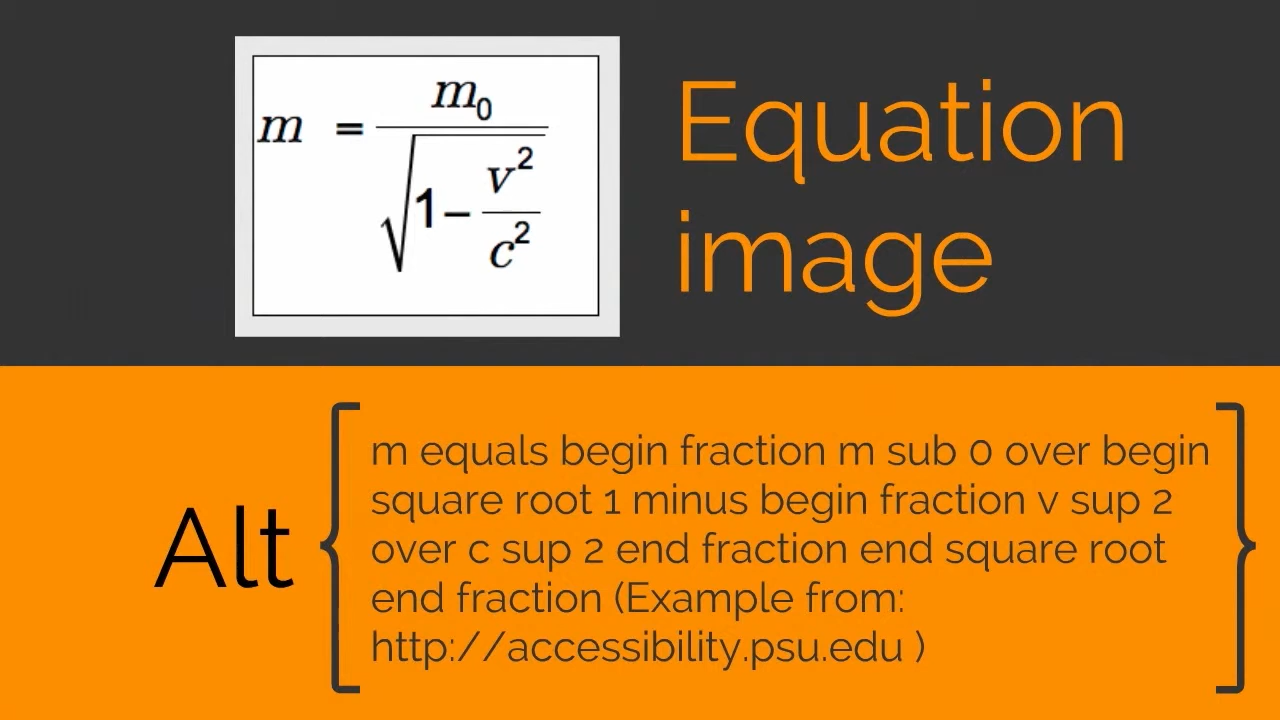 m = m₀ / √(1 − v²/c²)
Equation
image
Alt
m equals begin fraction m sub 0 over begin
square root 1 minus begin fraction v sup 2
over c sup 2 end fraction end square root
end fraction (Example from:
http://accessibility.psu.edu )